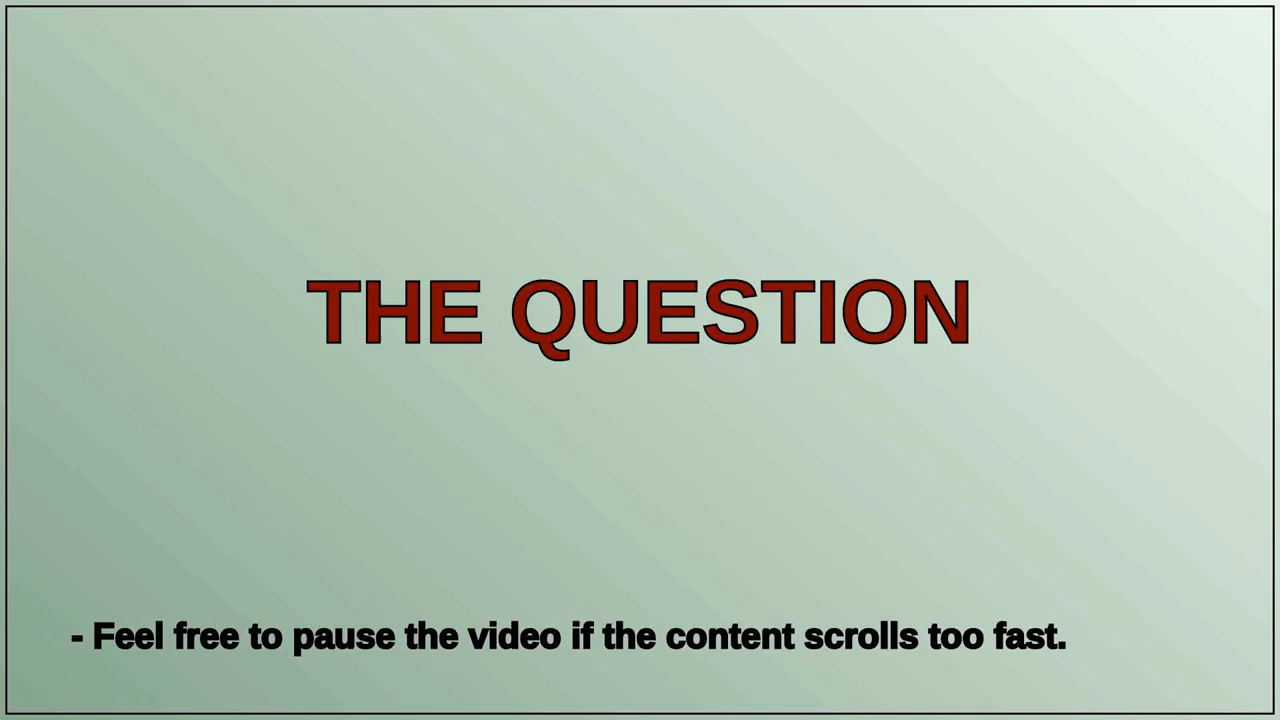 THE QUESTION
- Feel free to pause the video if the content scrolls too fast.